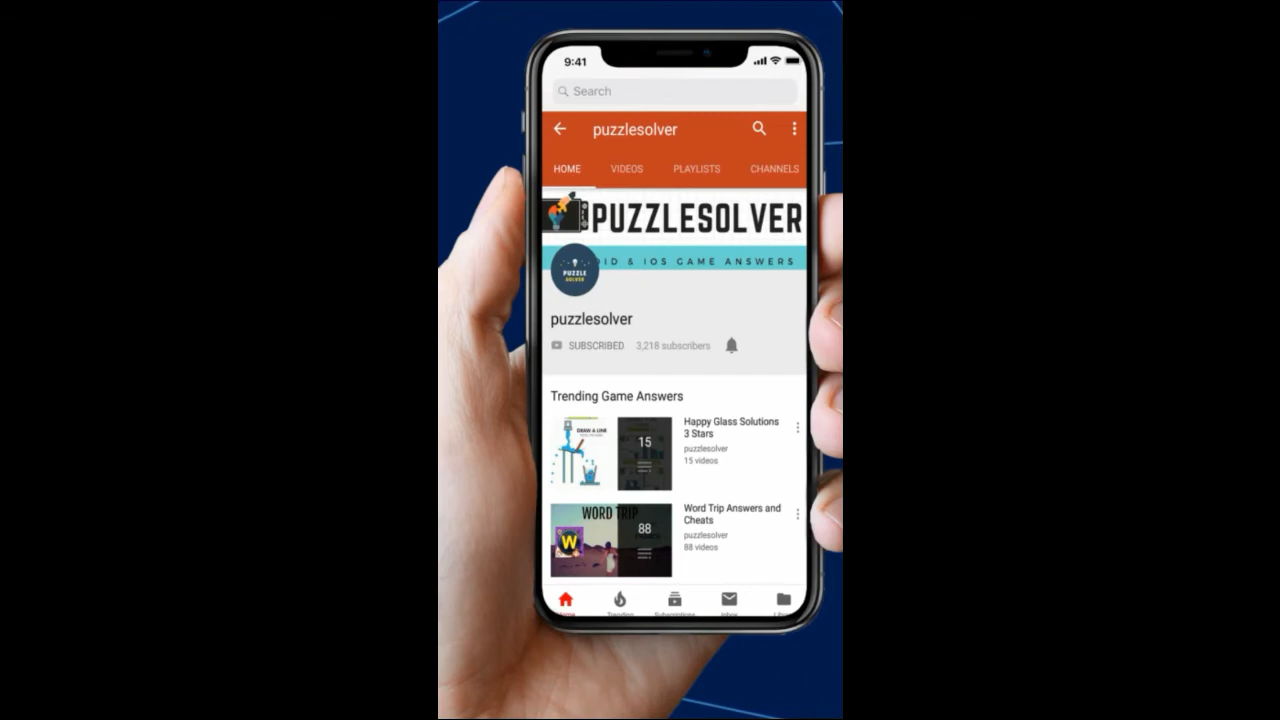 9:41
Search
puzzlesolver
HOME VIDEOS PLAYLISTS CHANNELS
PUZZLESOLVER
& IOS GAME ANSWERS
PUZZLE
SOLVER
puzzlesolver
SUBSCRIBED 3,218 subscribers
Trending Game Answers
DRAW A LINE
15
Happy Glass Solutions
3 Stars
puzzlesolver
15 videos
WORD TRIP
W
88
Word Trip Answers and
Cheats
puzzlesolver
88 videos